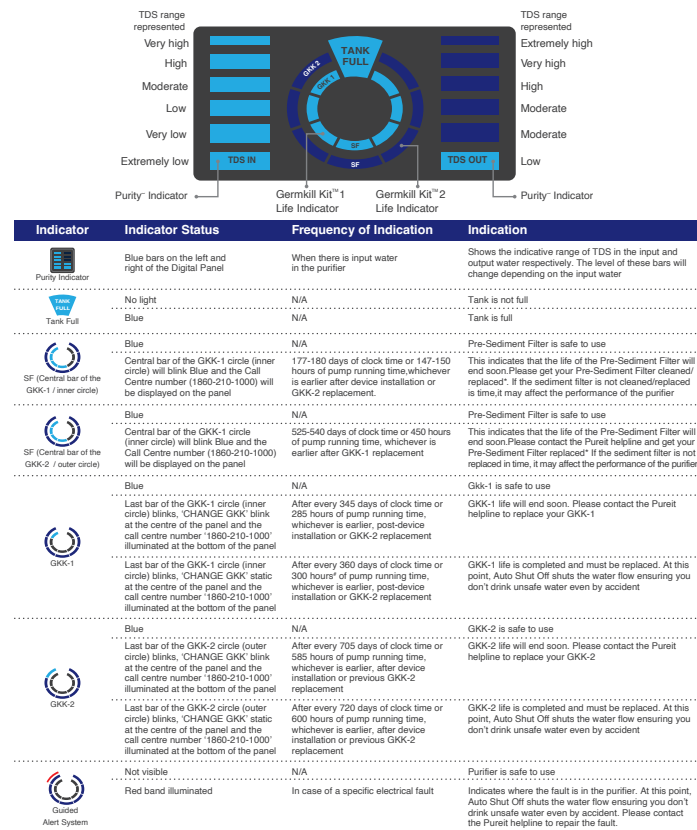 TDS range
represented
Very high
High
Moderate
Low
Very low
Extremely low
TDS IN
TANK
FULL
GKK 2
GKK 1
SF
SF
TDS OUT
TDS range
represented
Extremely high
Very high
High
Moderate
Moderate
Low
Purity~ Indicator
Germkill Kit™1
Life Indicator
Germkill Kit™2
Life Indicator
Purity~ Indicator
Indicator Indicator Status Frequency of Indication Indication
Purity Indicator
Blue bars on the left and
right of the Digital Panel
When there is input water
in the purifier
Shows the indicative range of TDS in the input and
output water respectively. The level of these bars will
change depending on the input water
TANK
FULL
Tank Full
No light N/A Tank is not full
Blue N/A Tank is full
SF (Central bar of the
GKK-1 / inner circle)
Blue N/A Pre-Sediment Filter is safe to use
Central bar of the GKK-1 circle (inner
circle) will blink Blue and the Call
Centre number (1860-210-1000) will
be displayed on the panel
177-180 days of clock time or 147-150
hours of pump running time,whichever
is earlier after device installation or
GKK-2 replacement.
This indicates that the life of the Pre-Sediment Filter will
end soon.Please get your Pre-Sediment Filter cleaned/
replaced*. If the sediment filter is not cleaned/replaced
is time,it may affect the performance of the purifier
SF (Central bar of the
GKK-2 / outer circle)
Blue N/A Pre-Sediment Filter is safe to use
Central bar of the GKK-1 circle
(inner circle) will blink Blue and the
Call Centre number (1860-210-1000)
will be displayed on the panel
525-540 days of clock time or 450 hours
of pump running time, whichever is
earlier after GKK-1 replacement
This indicates that the life of the Pre-Sediment Filter will
end soon.Please contact the Pureit helpline and get your
Pre-Sediment Filter replaced* If the sediment filter is not
replaced in time, it may affect the performance of the purifier
GKK-1
Blue N/A Gkk-1 is safe to use
Last bar of the GKK-1 circle (inner
circle) blinks, 'CHANGE GKK' blink
at the centre of the panel and the
call centre number '1860-210-1000'
illuminated at the bottom of the panel
After every 345 days of clock time or
285 hours of pump running time,
whichever is earlier, post-device
installation or GKK-2 replacement
GKK-1 life will end soon. Please contact the Pureit
helpline to replace your GKK-1
Last bar of the GKK-1 circle (inner
circle) blinks, 'CHANGE GKK' static
at the centre of the panel and the
call centre number '1860-210-1000'
illuminated at the bottom of the panel
After every 360 days of clock time or
300 hours# of pump running time,
whichever is earlier, post-device
installation or GKK-2 replacement
GKK-1 life is completed and must be replaced. At this
point, Auto Shut Off shuts the water flow ensuring you
don't drink unsafe water even by accident
GKK-2
Blue N/A GKK-2 is safe to use
Last bar of the GKK-2 circle (outer
circle) blinks, 'CHANGE GKK' blink
at the centre of the panel and the
call centre number '1860-210-1000'
illuminated at the bottom of the panel
After every 705 days of clock time or
585 hours of pump running time,
whichever is earlier, after device
installation or previous GKK-2
replacement
GKK-2 life will end soon. Please contact the Pureit
helpline to replace your GKK-2
Last bar of the GKK-2 circle (outer
circle) blinks, 'CHANGE GKK' static
at the centre of the panel and the
call centre number '1860-210-1000'
illuminated at the bottom of the panel
After every 720 days of clock time or
600 hours of pump running time,
whichever is earlier, after device
installation or previous GKK-2
replacement
GKK-2 life is completed and must be replaced. At this
point, Auto Shut Off shuts the water flow ensuring you
don't drink unsafe water even by accident
Guided
Alert System
Not visible N/A Purifier is safe to use
Red band illuminated In case of a specific electrical fault
Indicates where the fault is in the purifier. At this point,
Auto Shut Off shuts the water flow ensuring you don't
drink unsafe water even by accident. Please contact
the Pureit helpline to repair the fault.